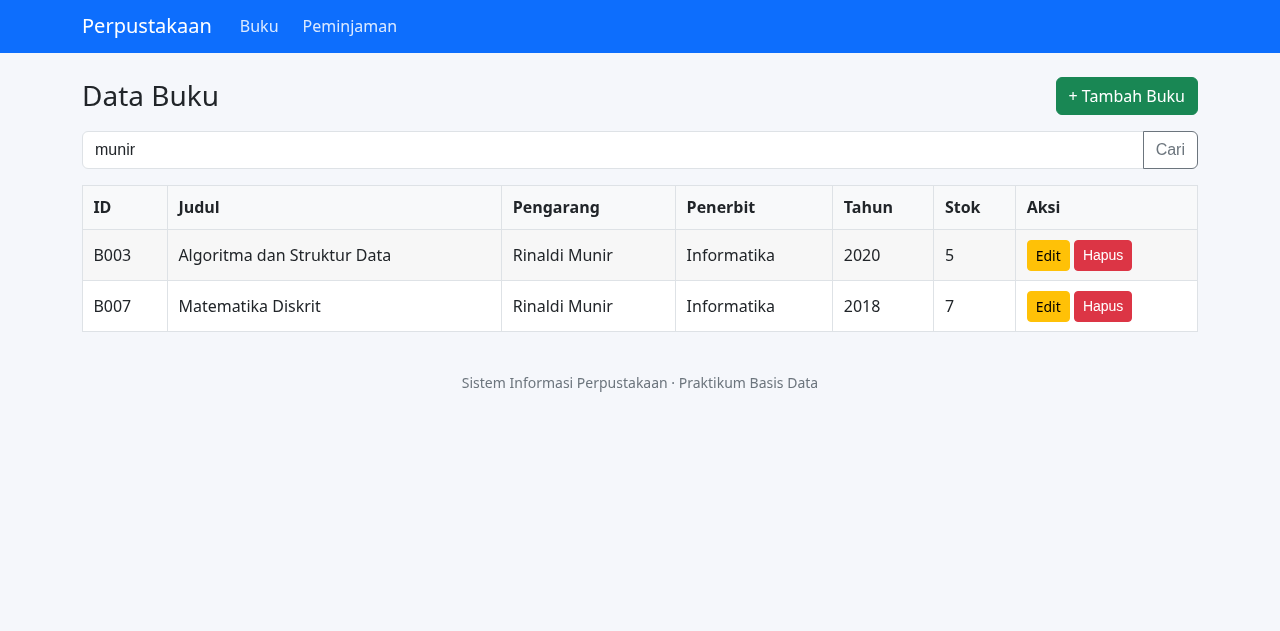 Perpustakaan Buku Peminjaman
Data Buku + Tambah Buku
munir Cari
ID Judul Pengarang Penerbit Tahun Stok Aksi
B003 Algoritma dan Struktur Data Rinaldi Munir Informatika 2020 5 Edit Hapus
B007 Matematika Diskrit Rinaldi Munir Informatika 2018 7 Edit Hapus
Sistem Informasi Perpustakaan · Praktikum Basis Data